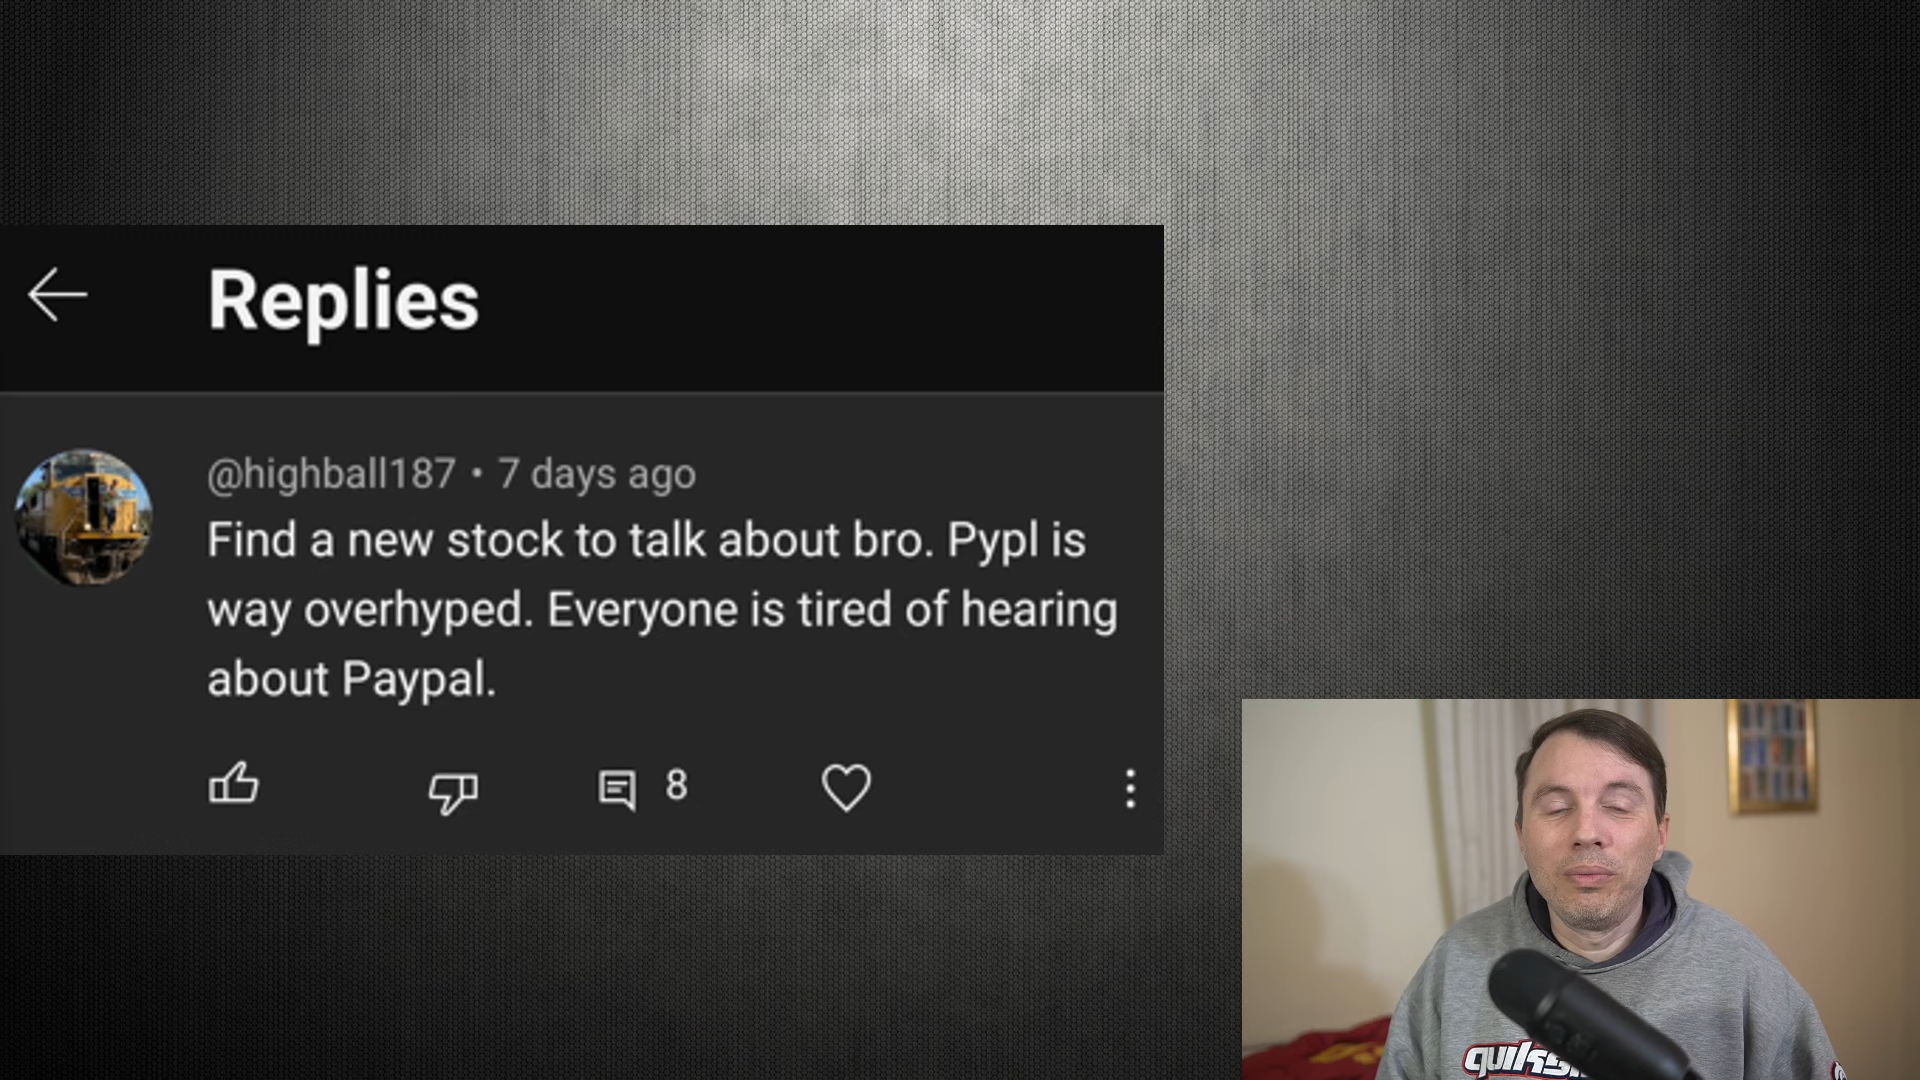 Replies
@highball187 • 7 days ago
Find a new stock to talk about bro. Pypl is
way overhyped. Everyone is tired of hearing
about Paypal.
8